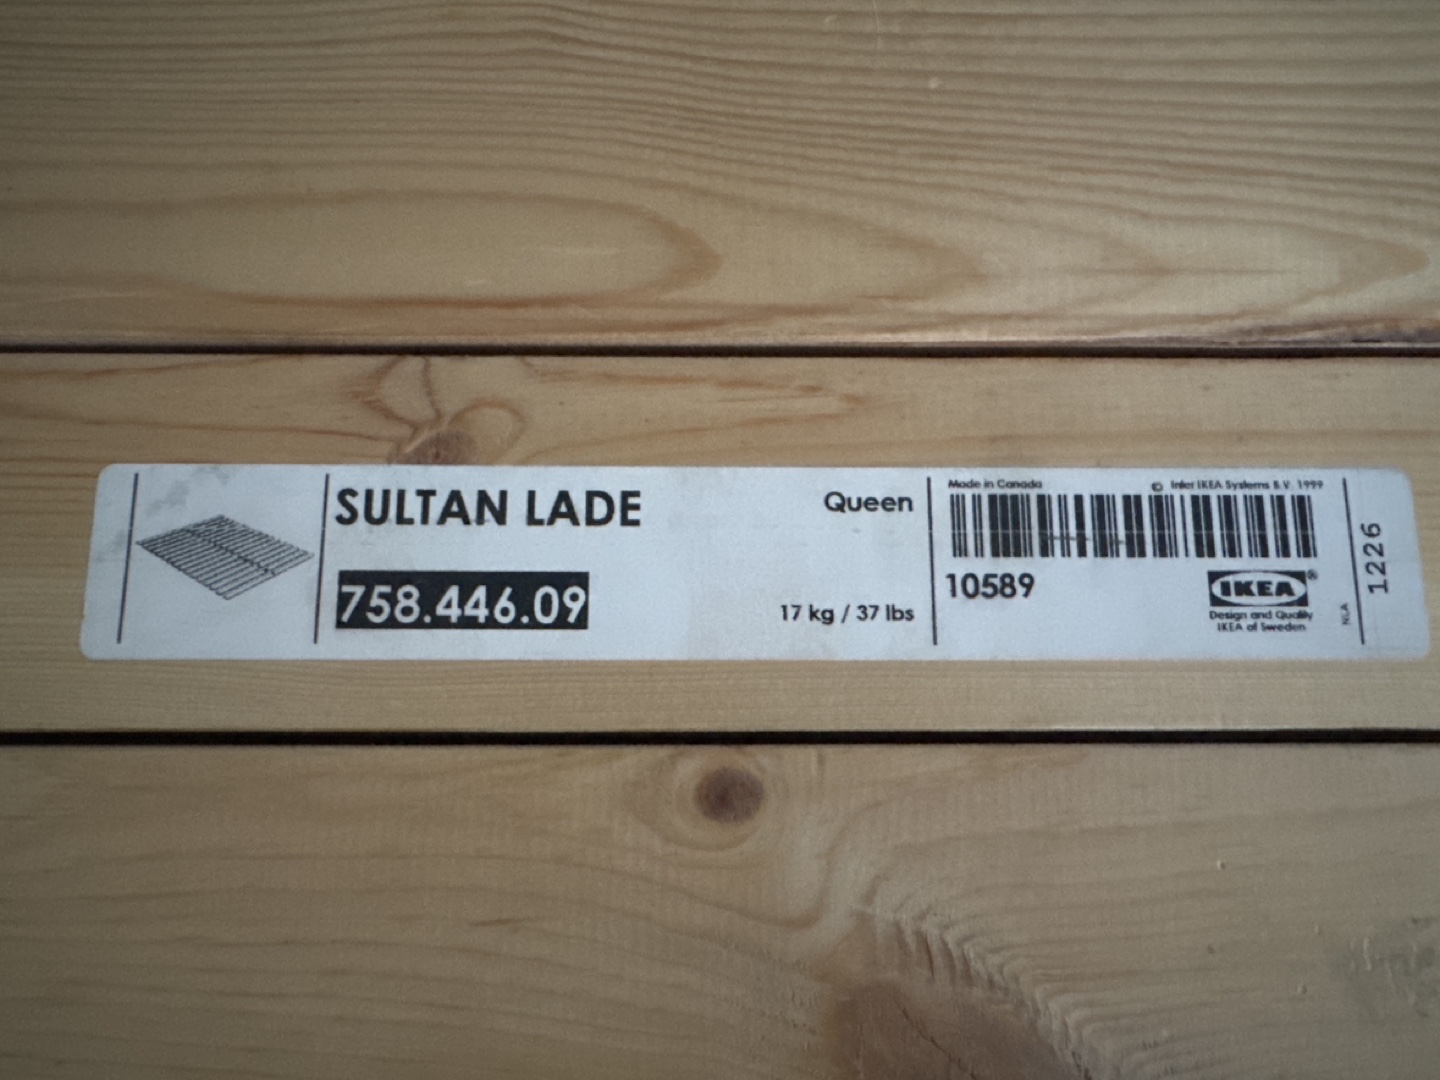 SULTAN LADE
Queen
758.446.09
17 kg / 37 lbs
Made in Canada
© Inter IKEA Systems B.V. 1999
10589
IKEA®
Design and Quality
IKEA of Sweden
NLA
1226